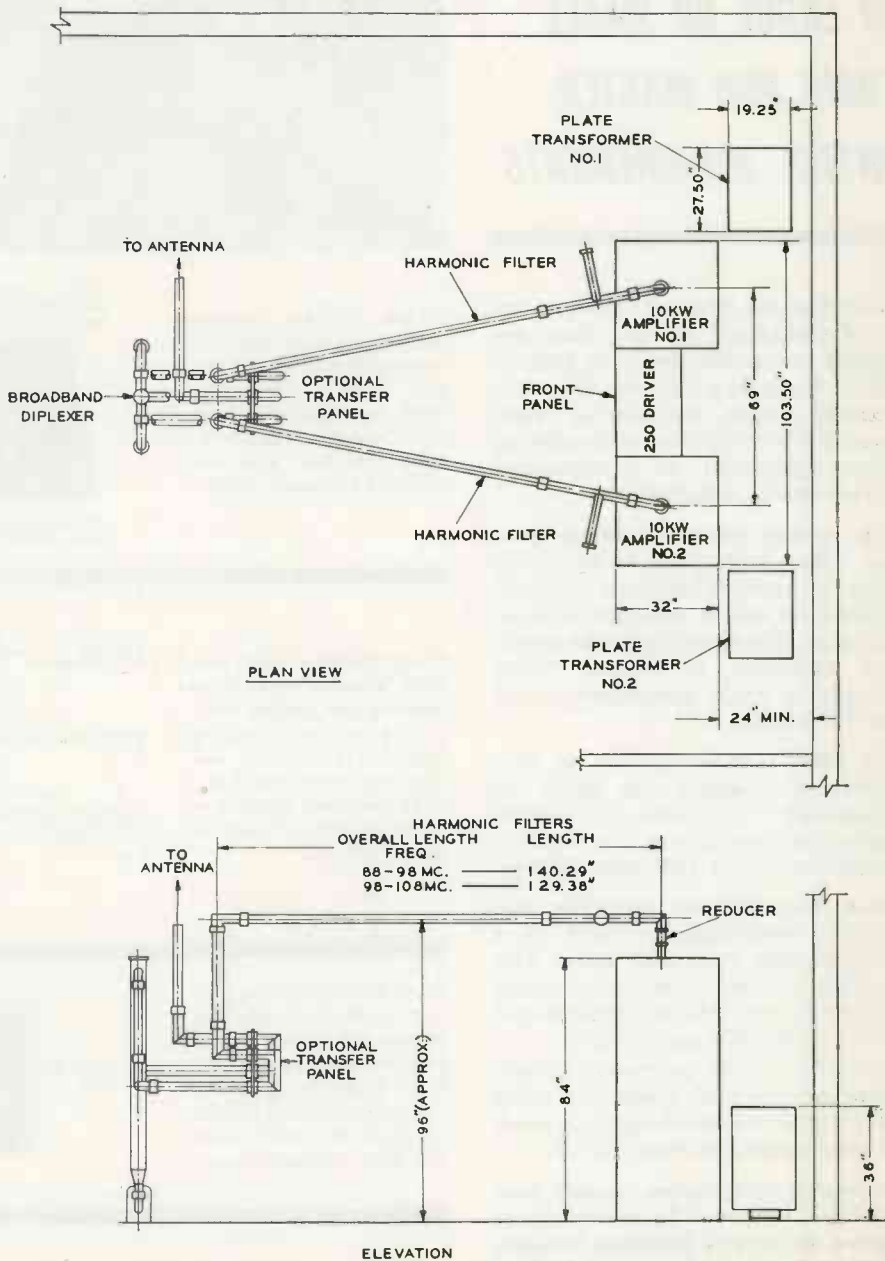 PLATE
TRANSFORMER
NO.1
19.25"
27.50"
TO ANTENNA
HARMONIC FILTER
10KW
AMPLIFIER
NO.1
BROADBAND
DIPLEXER
OPTIONAL
TRANSFER
PANEL
FRONT
PANEL
250 DRIVER
69"
103.50"
HARMONIC FILTER
10KW
AMPLIFIER
NO.2
32"
PLAN VIEW
PLATE
TRANSFORMER
NO.2
24" MIN.
HARMONIC FILTERS
OVERALL LENGTH LENGTH
FREQ.
88-98 MC. 140.29"
98-108MC. 129.38"
TO
ANTENNA
REDUCER
OPTIONAL
TRANSFER
PANEL
96"(APPROX)
84"
36"
ELEVATION